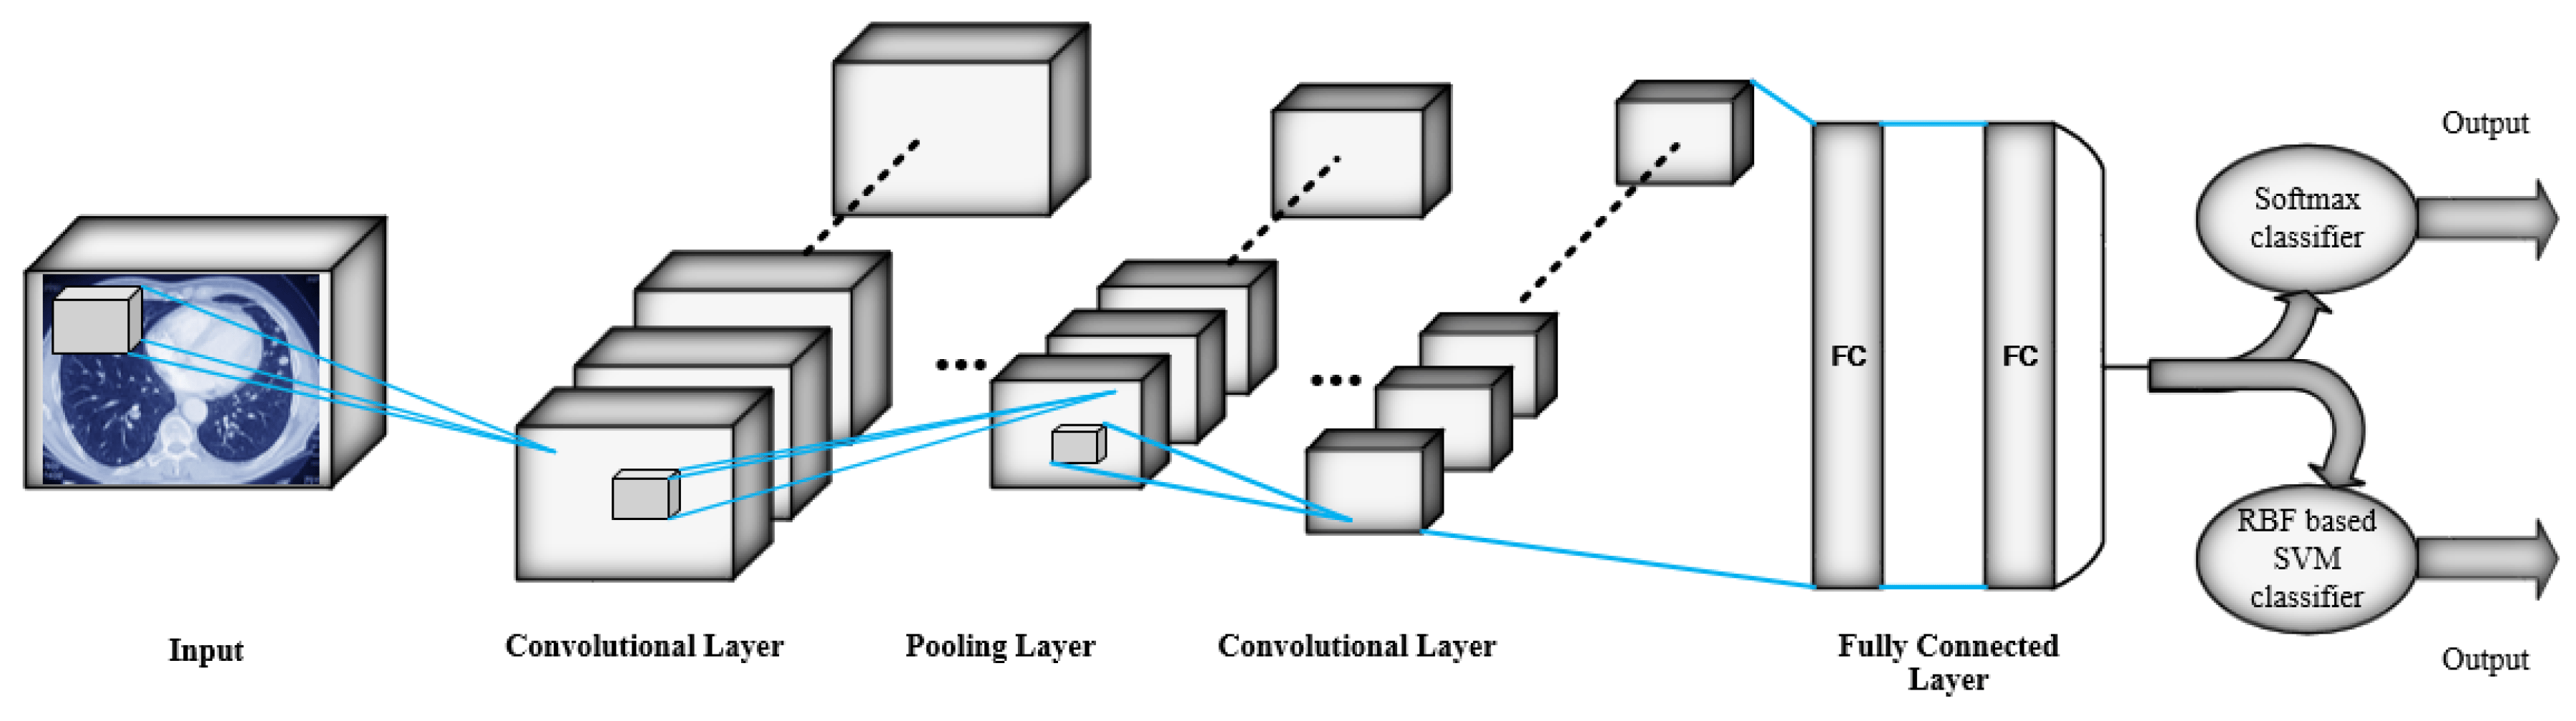 Output
Softmax
classifier
FC
FC
RBF based
SVM
classifier
Input
Convolutional Layer
Pooling Layer
Convolutional Layer
Fully Connected
Layer
Output